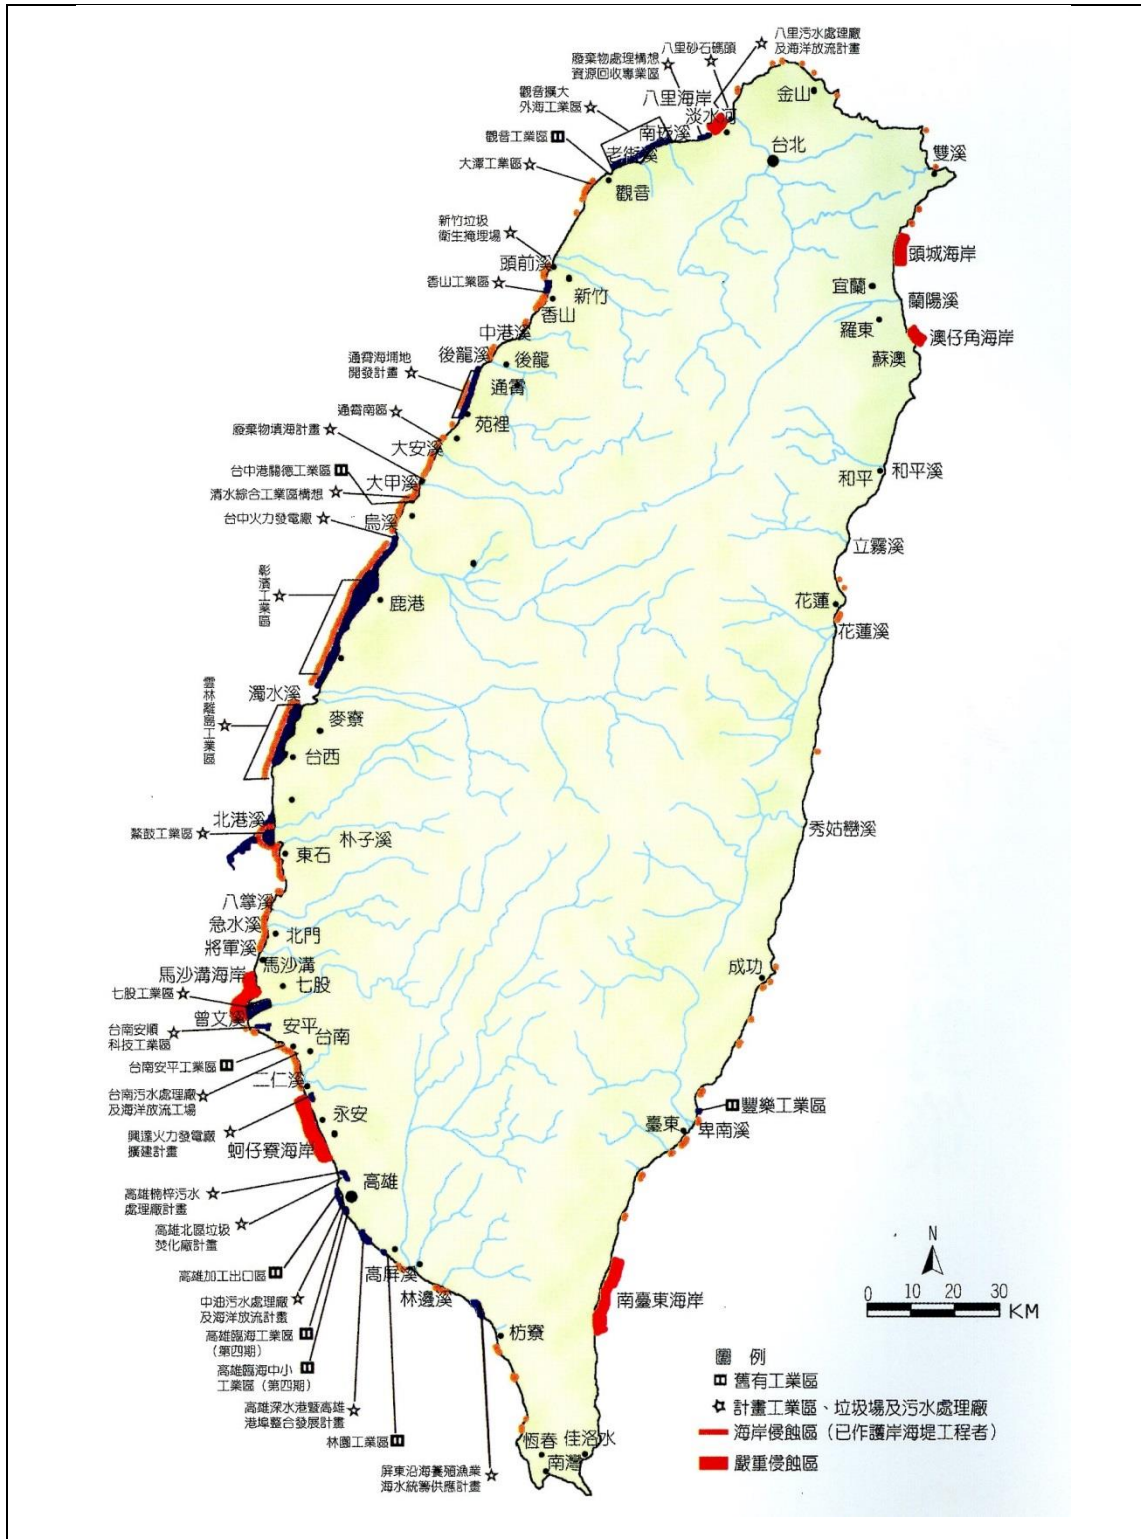 八里污水處理廠
及海洋放流計畫
八里砂石碼頭
廢棄物處理構想
資源回收專業區
八里海岸
金山
淡水河
觀音擴大
外海工業區
南崁溪
觀音工業區
老街溪
台北
雙溪
大潭工業區
觀音
新竹垃圾
衛生掩埋場
頭前溪
頭城海岸
香山工業區
新竹
宜蘭
蘭陽溪
香山
羅東
澳仔角海岸
中港溪
蘇澳
後龍溪
通霄海埔地
開發計畫
後龍
通霄
通霄南區
苑裡
廢棄物填海計畫
大安溪
台中港關德工業區
大甲溪
和平
和平溪
清水綜合工業區構想
台中火力發電廠
烏溪
立霧溪
彰濱工業區
鹿港
花蓮
花蓮溪
濁水溪
雲林離島工業區
麥寮
台西
北港溪
鰲鼓工業區
朴子溪
秀姑巒溪
東石
八掌溪
急水溪
北門
將軍溪
馬沙溝
成功
馬沙溝海岸
七股
七股工業區
曾文溪
台南安順
科技工業區
安平
台南
台南安平工業區
二仁溪
台南污水處理廠
及海洋放流工場
豐樂工業區
永安
臺東
卑南溪
興達火力發電廠
擴建計畫
蚵仔寮海岸
高雄
高雄楠梓污水
處理廠計畫
高雄北區垃圾
焚化廠計畫
N
高雄加工出口區
高屏溪
林邊溪
南臺東海岸
0 10 20 30 KM
中油污水處理廠
及海洋放流計畫
高雄臨海工業區
(第四期)
枋寮
圖 例
舊有工業區
高雄臨海中小
工業區(第四期)
計畫工業區、垃圾場及污水處理廠
高雄深水港暨高雄
港埠整合發展計畫
海岸侵蝕區(已作護岸海堤工程者)
林園工業區
恆春
佳洛水
南灣
嚴重侵蝕區
屏東沿海養殖漁業
海水統籌供應計畫